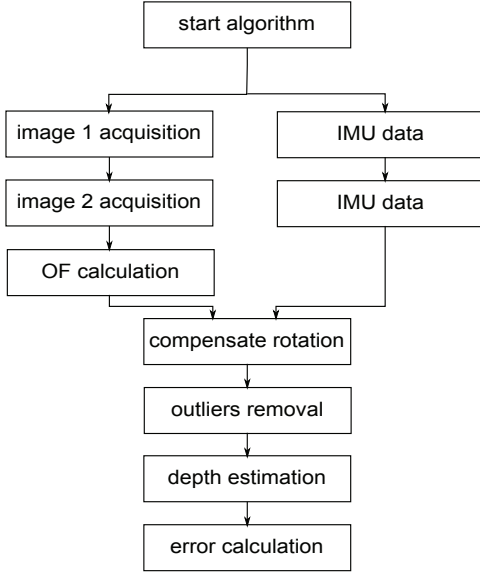 start algorithm
image 1 acquisition
IMU data
image 2 acquisition
IMU data
OF calculation
compensate rotation
outliers removal
depth estimation
error calculation